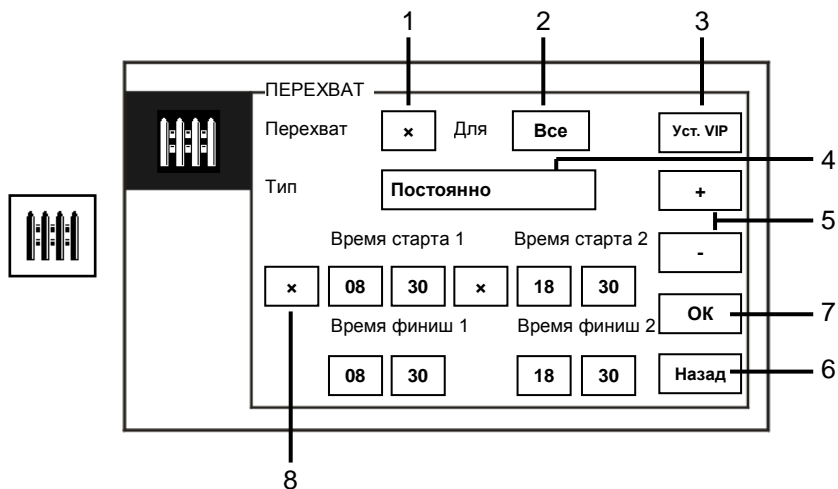 1 2 3
ПЕРЕХВАТ
Перехват × Для Все Уст. VIP
4
Тип Постоянно +
5
Время старта 1 Время старта 2
-
× 08 30 × 18 30
ОК 7
Время финиш 1 Время финиш 2
08 30 18 30 Назад 6
8